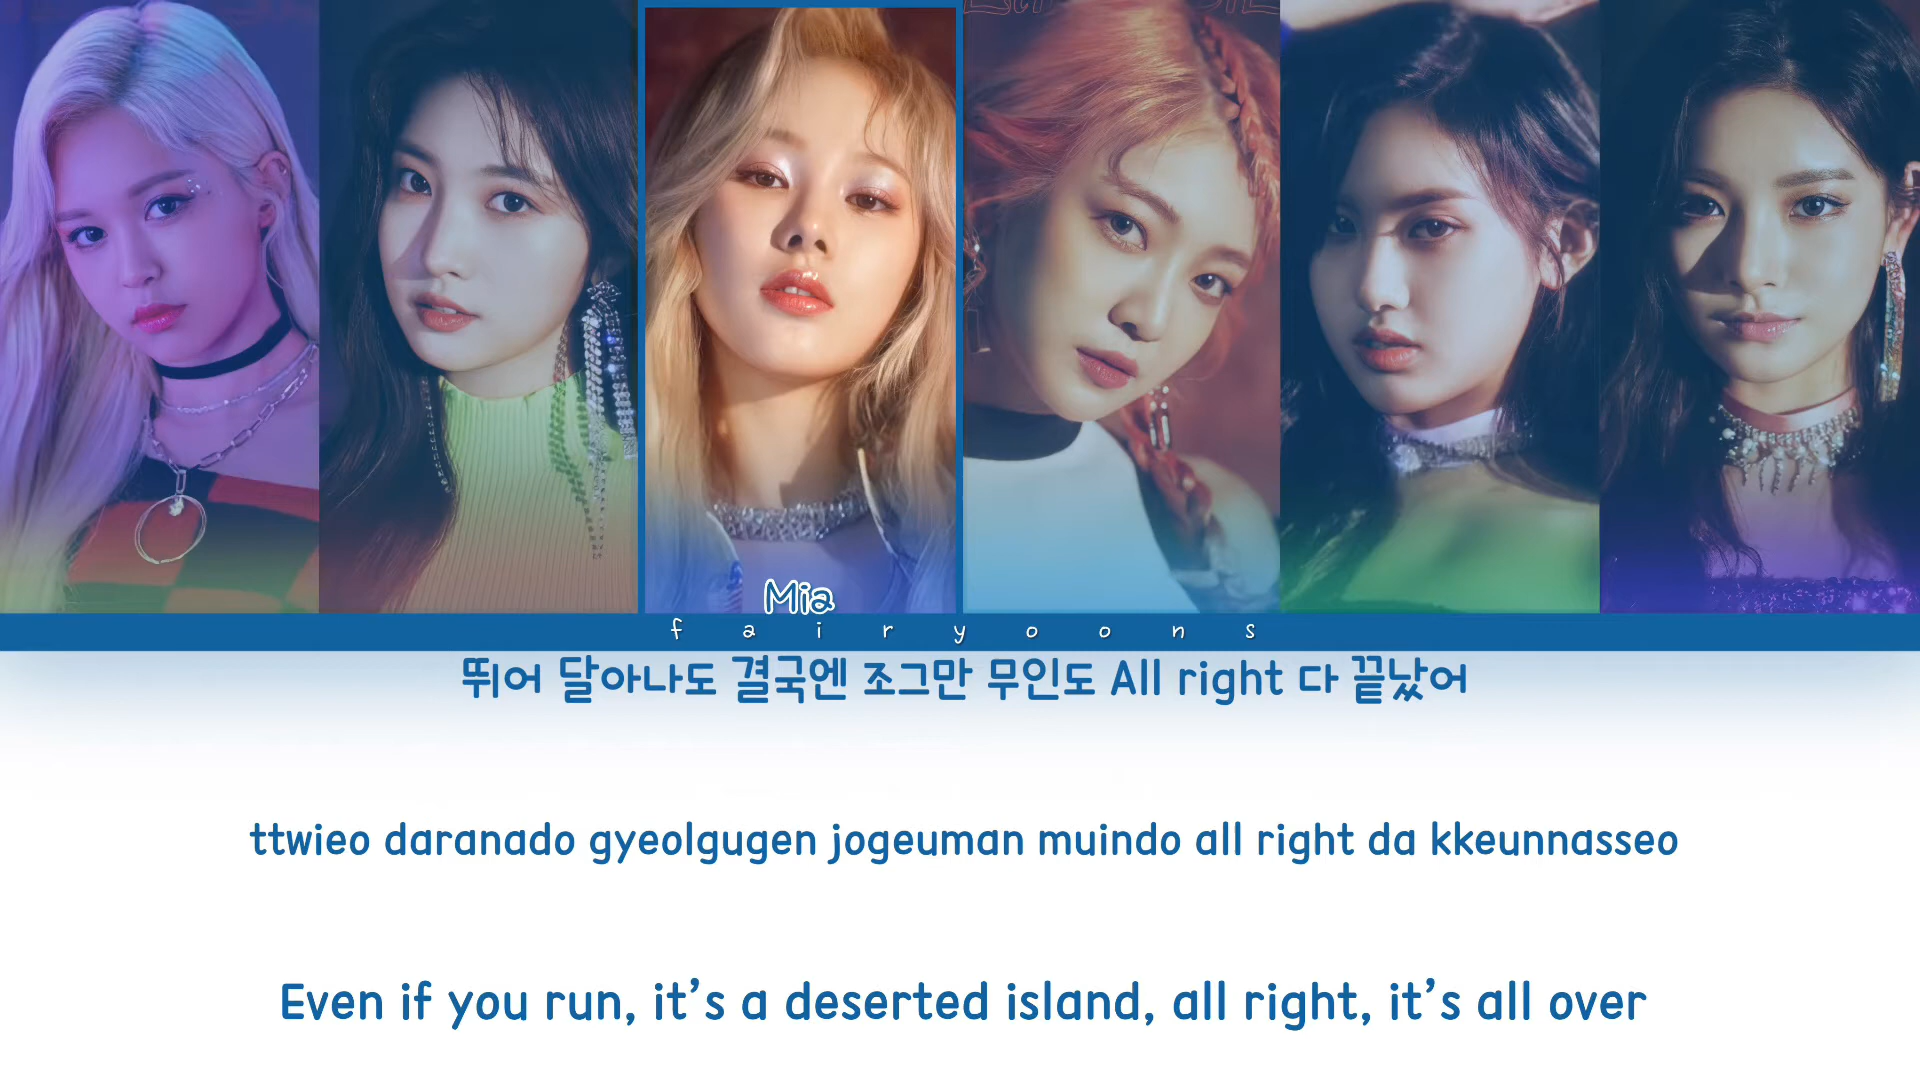 Mia
fairyoons
뛰어 달아나도 결국엔 조그만 무인도 All right 다 끝났어
ttwieo daranado gyeolgugen jogeuman muindo all right da kkeunnasseo
Even if you run, it’s a deserted island, all right, it’s all over